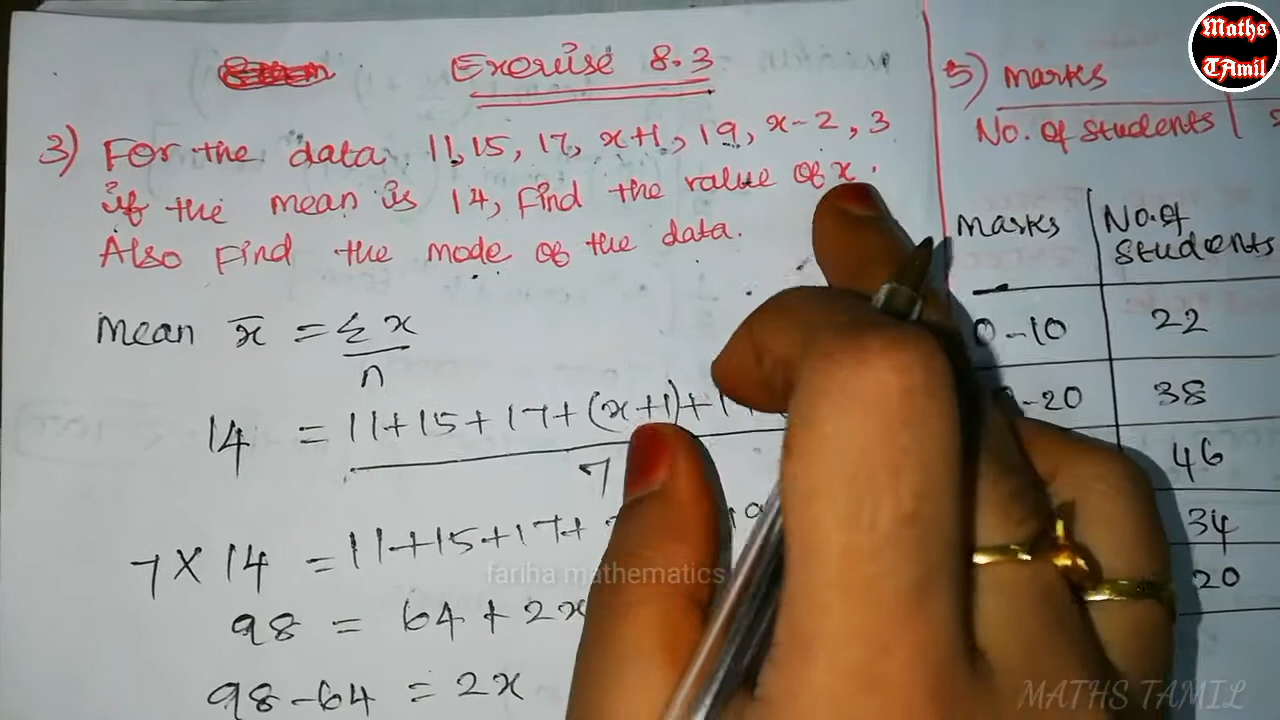 Maths
TAmil
Exercise 8.3
3) For the data 11, 15, 17, x+1, 19, x-2, 3
if the mean is 14, Find the value of x.
Also Find the mode of the data.
mean x̄ = Σx
n
14 = 11+15+17+(x+1)+1
7
7×14 = 11+15+17+
98 = 64+2x
98-64 = 2x
5) marks
No. of students
marks No. of students
0-10 22
-20 38
46
34
20
fariha mathematics
MATHS TAMIL